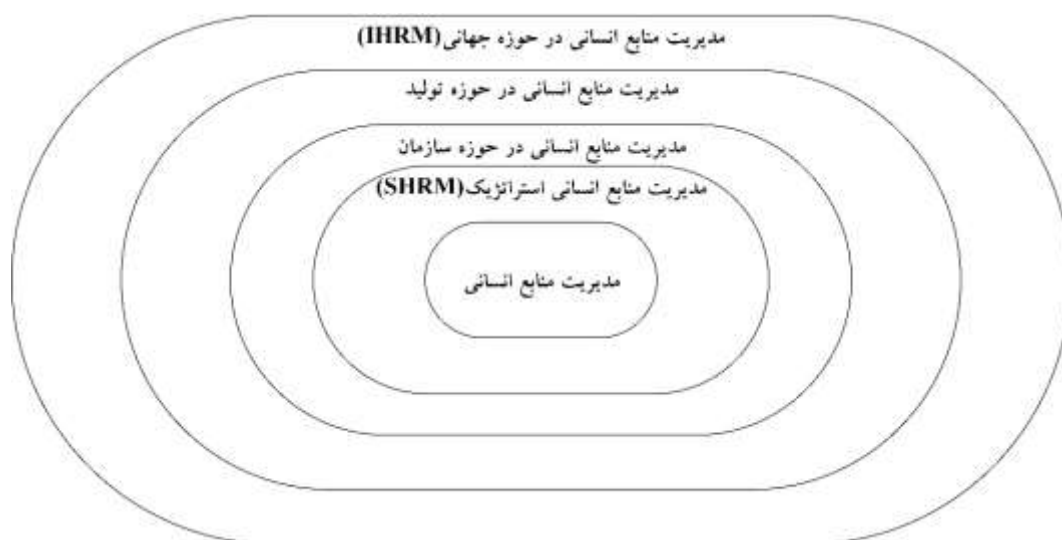 مدیریت منابع انسانی در حوزه جهانی(IHRM)
مدیریت منابع انسانی در حوزه تولید
مدیریت منابع انسانی در حوزه سازمان
مدیریت منابع انسانی استراتژیک(SHRM)
مدیریت منابع انسانی